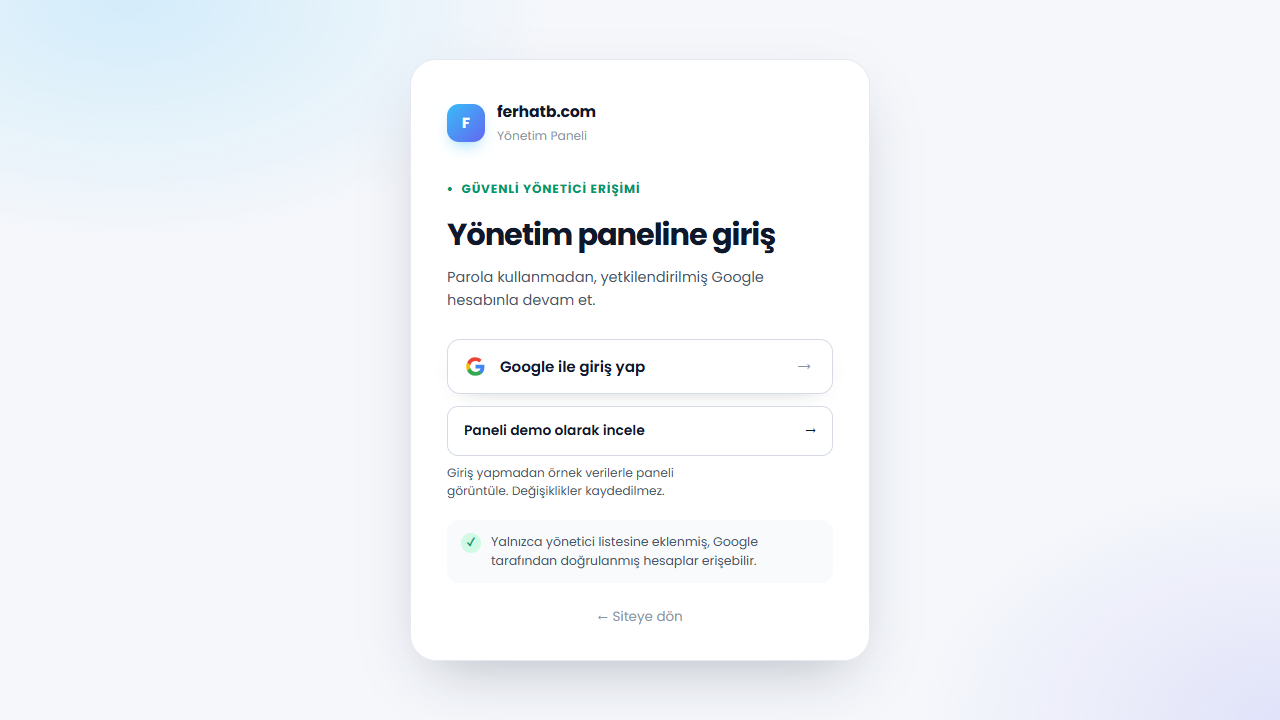 F
ferhatb.com
Yönetim Paneli
• GÜVENLİ YÖNETİCİ ERİŞİMİ
Yönetim paneline giriş
Parola kullanmadan, yetkilendirilmiş Google
hesabınla devam et.
Google ile giriş yap →
Paneli demo olarak incele →
Giriş yapmadan örnek verilerle paneli
görüntüle. Değişiklikler kaydedilmez.
✓ Yalnızca yönetici listesine eklenmiş, Google
tarafından doğrulanmış hesaplar erişebilir.
← Siteye dön